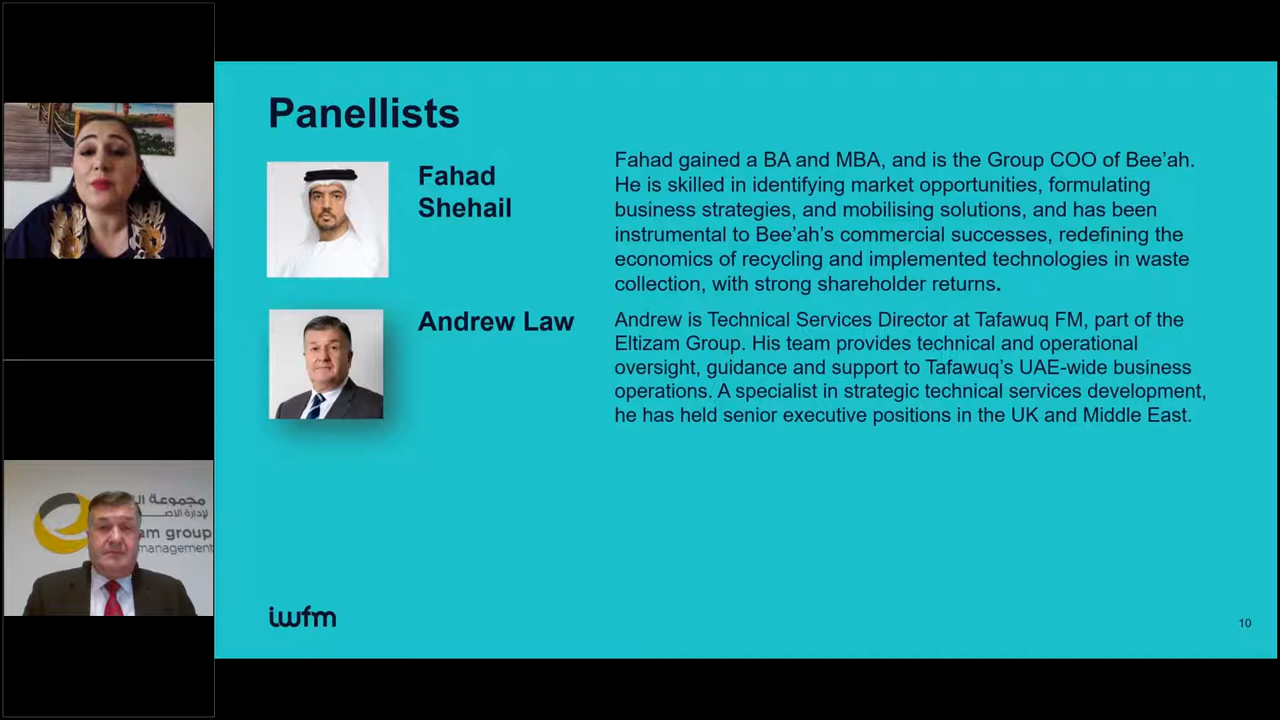 Panellists
Fahad
Shehail
Fahad gained a BA and MBA, and is the Group COO of Bee’ah.
He is skilled in identifying market opportunities, formulating
business strategies, and mobilising solutions, and has been
instrumental to Bee’ah’s commercial successes, redefining the
economics of recycling and implemented technologies in waste
collection, with strong shareholder returns.
Andrew Law
Andrew is Technical Services Director at Tafawuq FM, part of the
Eltizam Group. His team provides technical and operational
oversight, guidance and support to Tafawuq’s UAE-wide business
operations. A specialist in strategic technical services development,
he has held senior executive positions in the UK and Middle East.
مجموعة
لإدارة
am group
management
iwfm
10